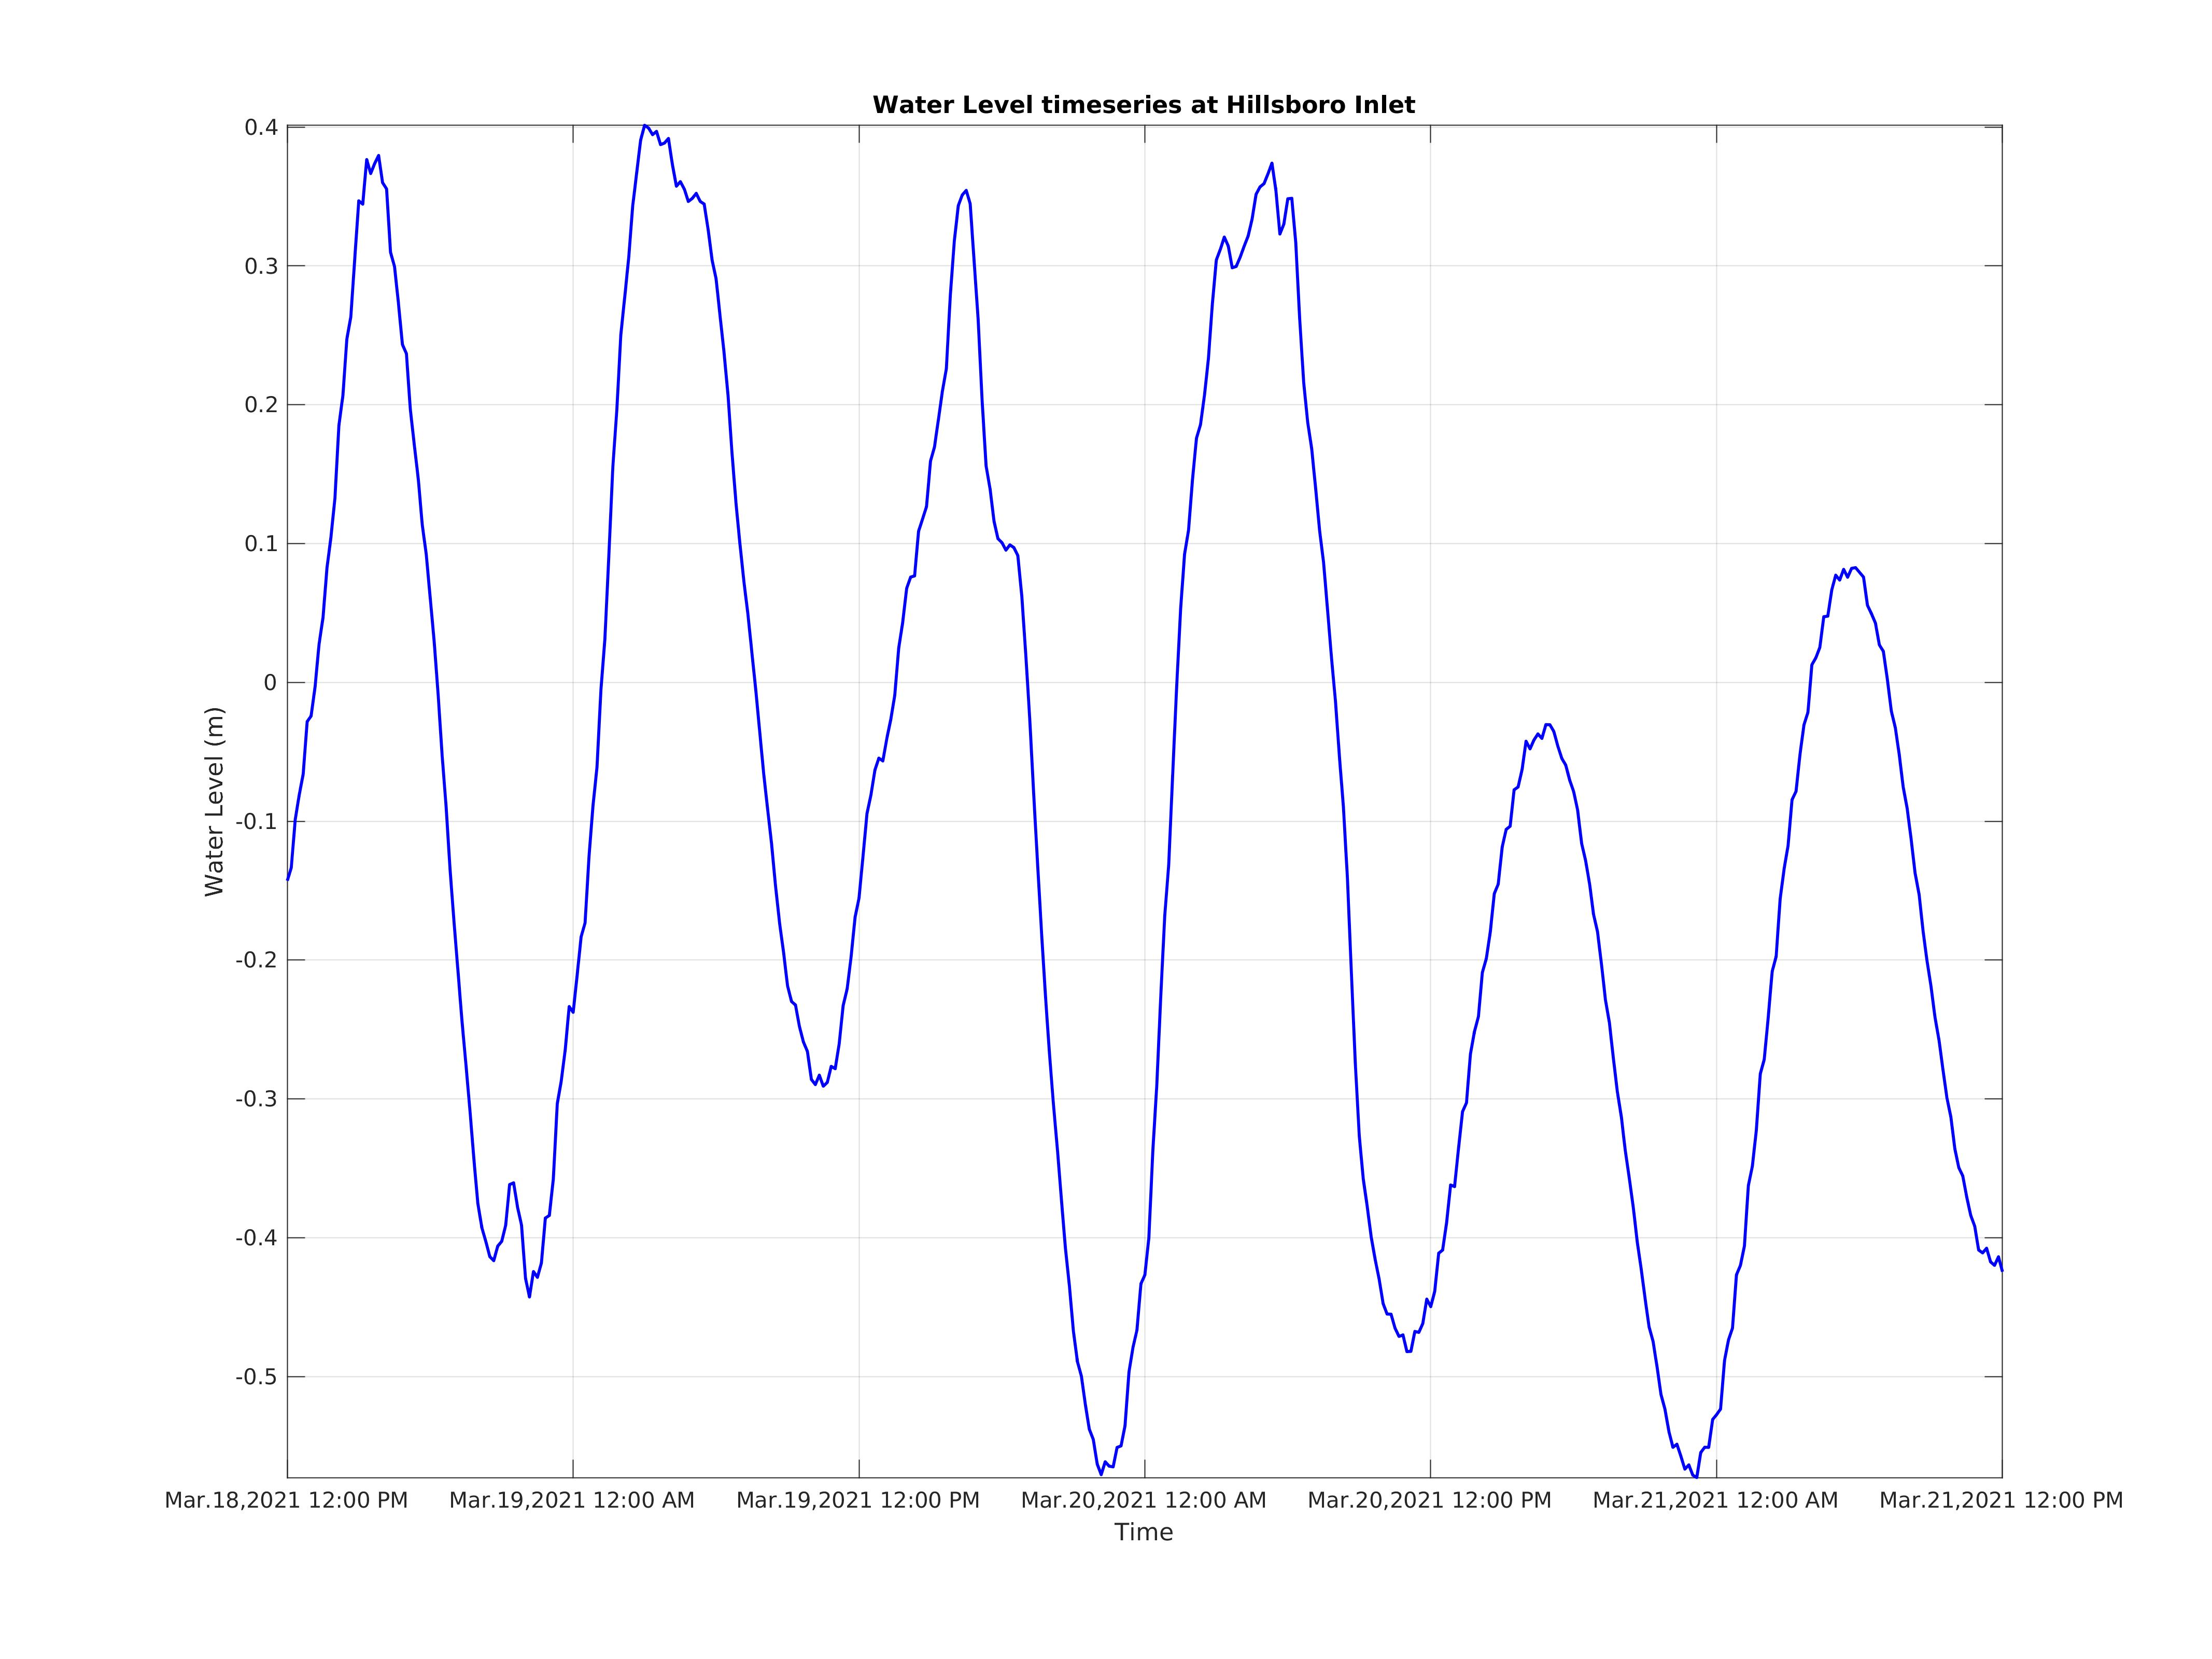 Water Level timeseries at Hillsboro Inlet
0.4
0.3
0.2
0.1
0
-0.1
-0.2
-0.3
-0.4
-0.5
Water Level (m)
Mar.18,2021 12:00 PM Mar.19,2021 12:00 AM Mar.19,2021 12:00 PM Mar.20,2021 12:00 AM Mar.20,2021 12:00 PM Mar.21,2021 12:00 AM Mar.21,2021 12:00 PM
Time